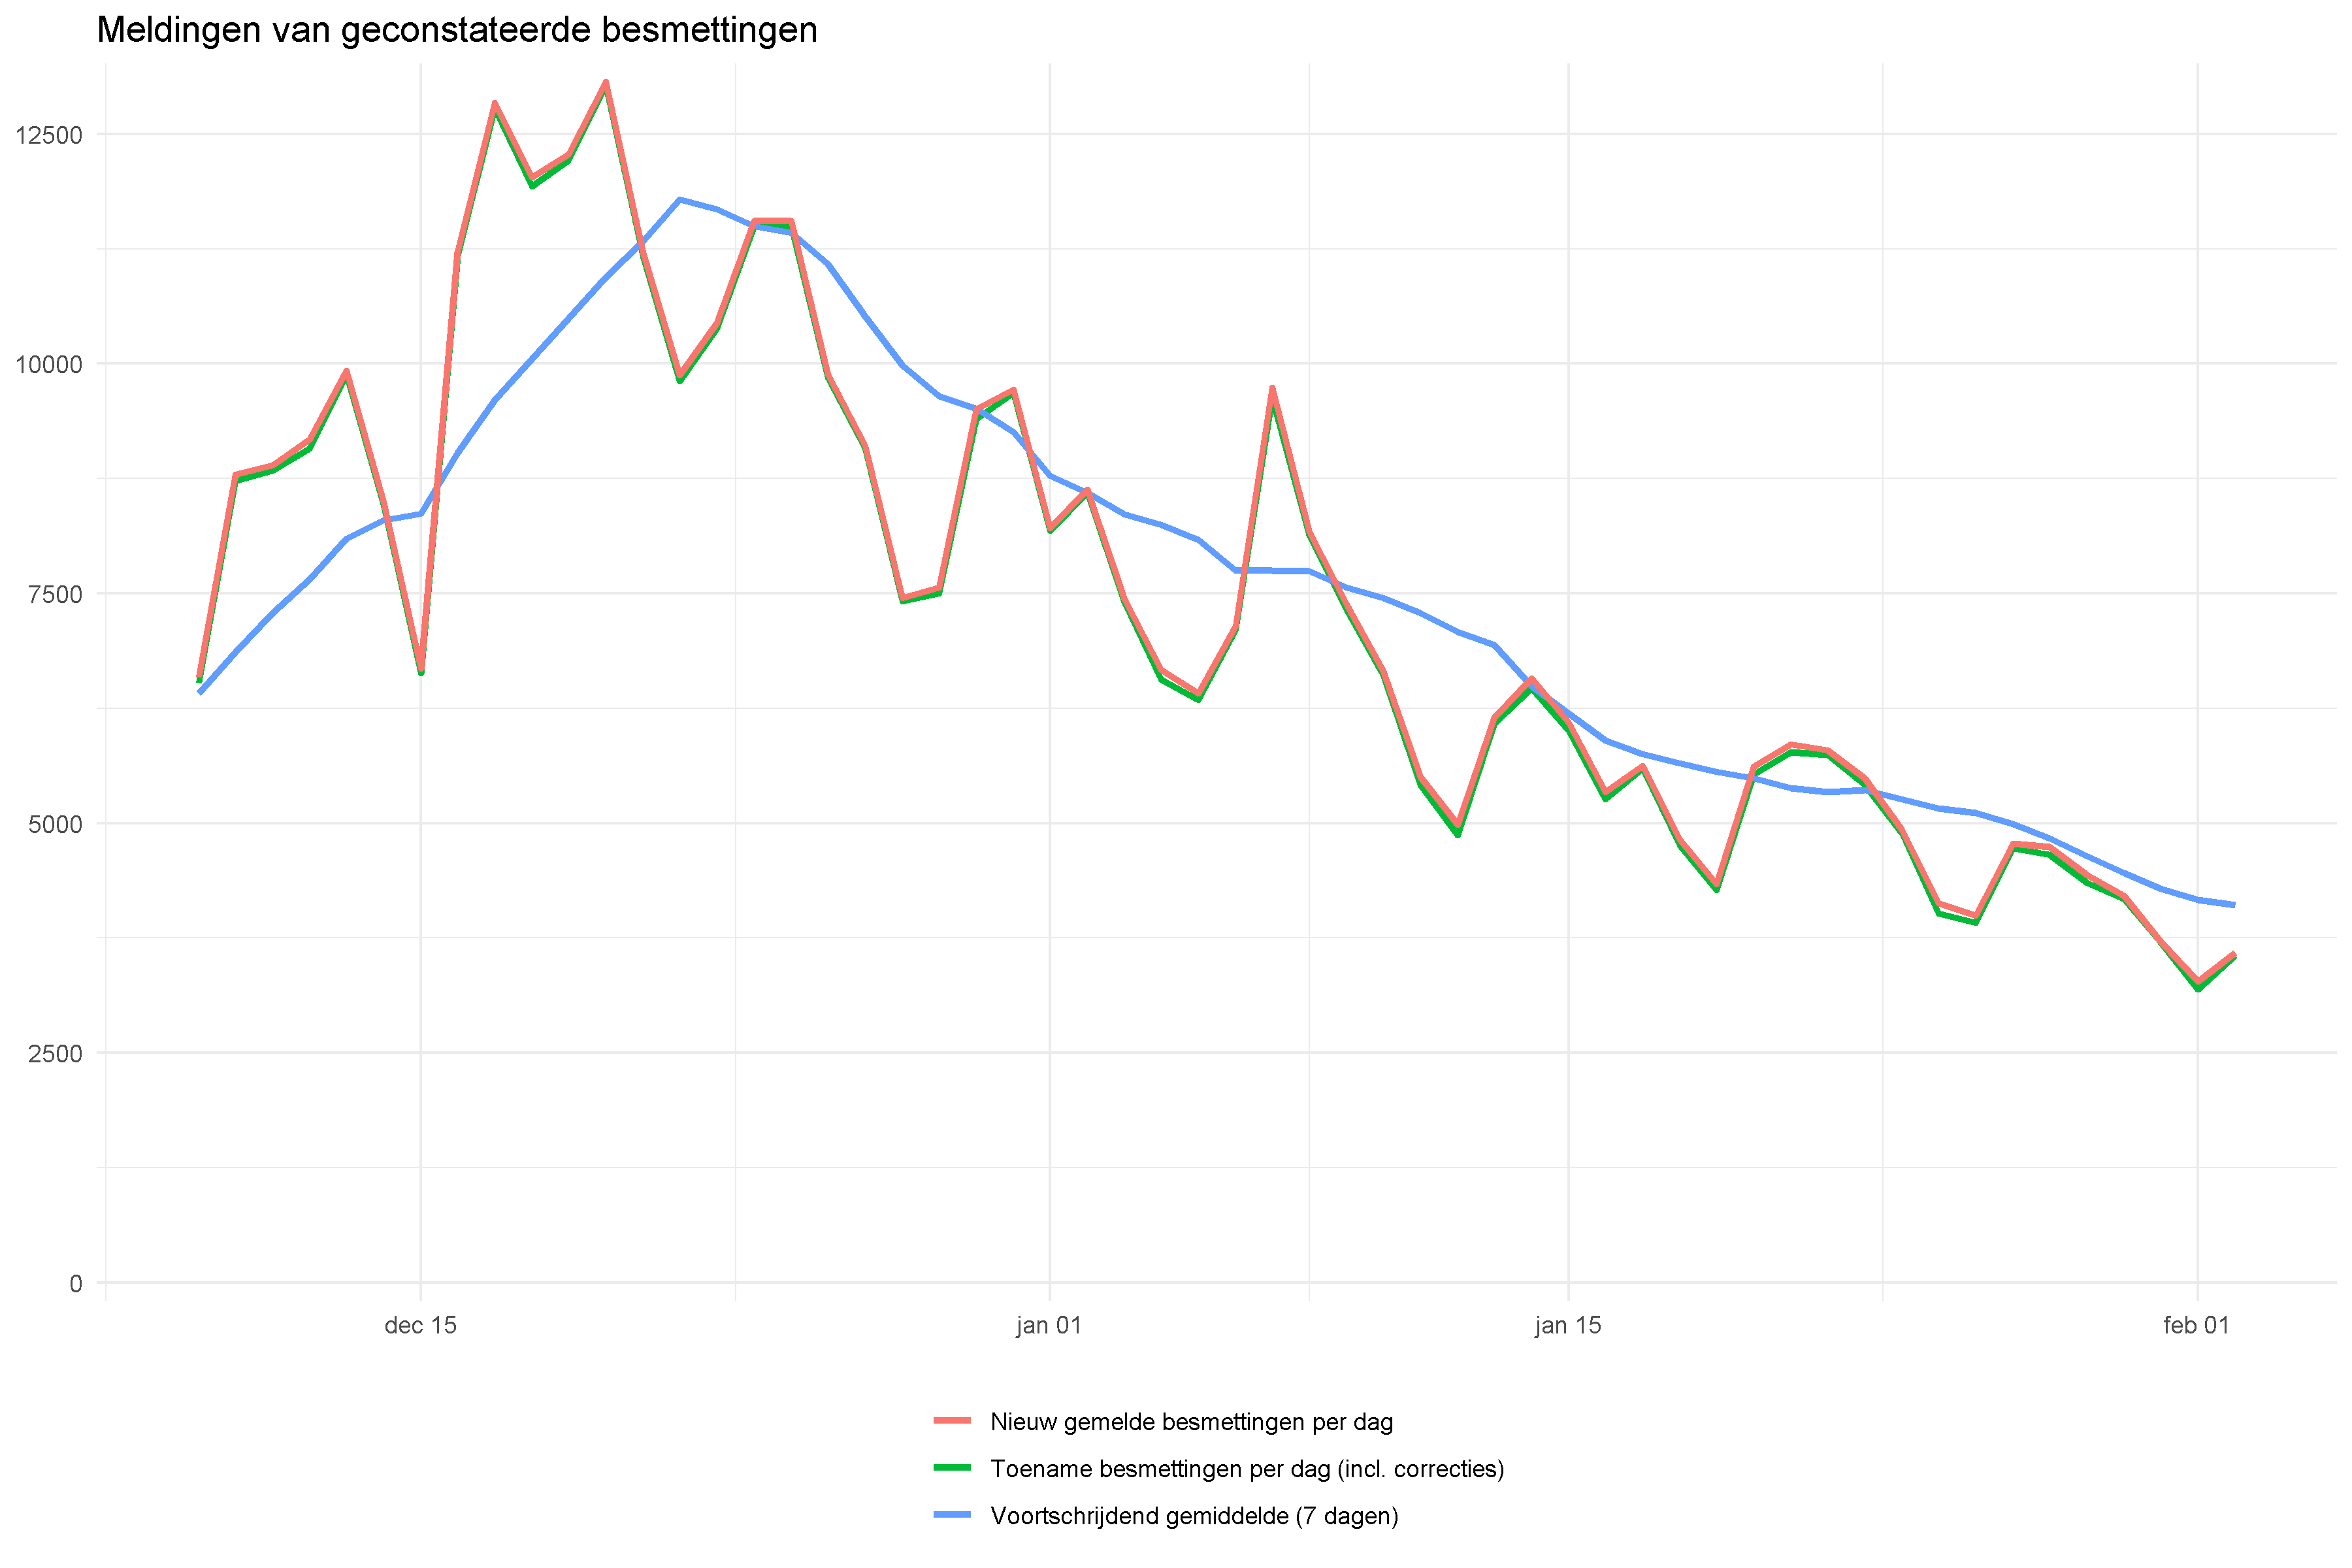 Meldingen van geconstateerde besmettingen
12500
10000
7500
5000
2500
0
dec 15
jan 01
jan 15
feb 01
Nieuw gemelde besmettingen per dag
Toename besmettingen per dag (incl. correcties)
Voortschrijdend gemiddelde (7 dagen)